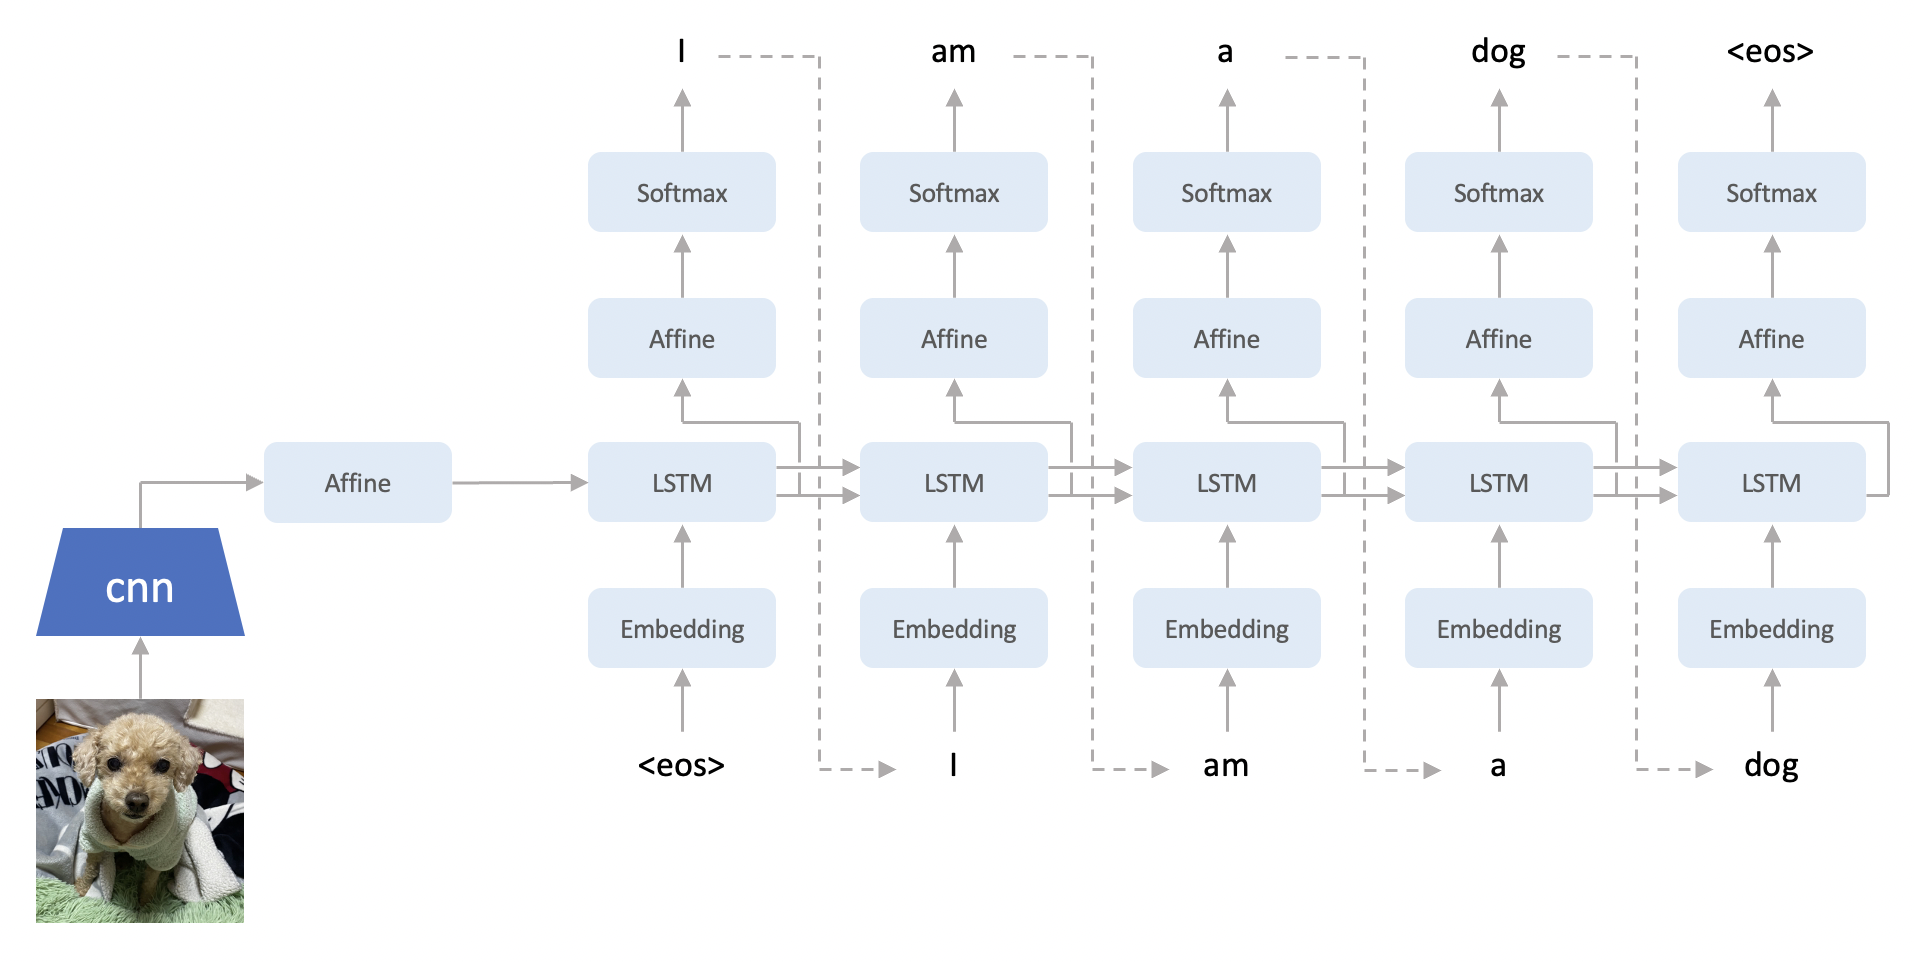 I am a dog <eos>
Softmax Softmax Softmax Softmax Softmax
Affine Affine Affine Affine Affine
Affine LSTM LSTM LSTM LSTM LSTM
cnn
Embedding Embedding Embedding Embedding Embedding
<eos> I am a dog